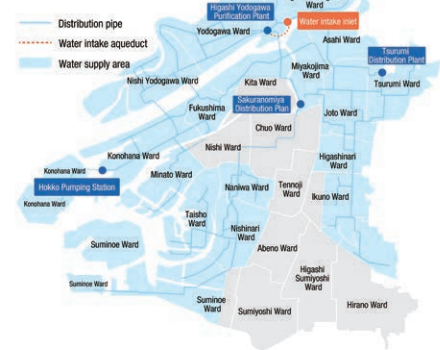 Distribution pipe
Water intake aqueduct
Water supply area
Higashi Yodogawa
Purification Plant
Water intake inlet
Ward
Yodogawa Ward
Asahi Ward
Tsurumi
Distribution Plant
Miyakojima
Ward
Tsurumi Ward
Nishi Yodogawa Ward
Kita Ward
Sakuranomiya
Distribution Plan
Fukushima
Ward
Joto Ward
Chuo Ward
Nishi Ward
Higashinari
Ward
Konohana Ward
Konohana Ward
Minato Ward
Hokko Pumping Station
Naniwa Ward
Tennoji
Ward
Ikuno Ward
Konohana Ward
Taisho
Ward
Nishinari
Ward
Suminoe Ward
Abeno Ward
Higashi
Sumiyoshi
Ward
Suminoe Ward
Suminoe
Ward
Sumiyoshi Ward
Hirano Ward